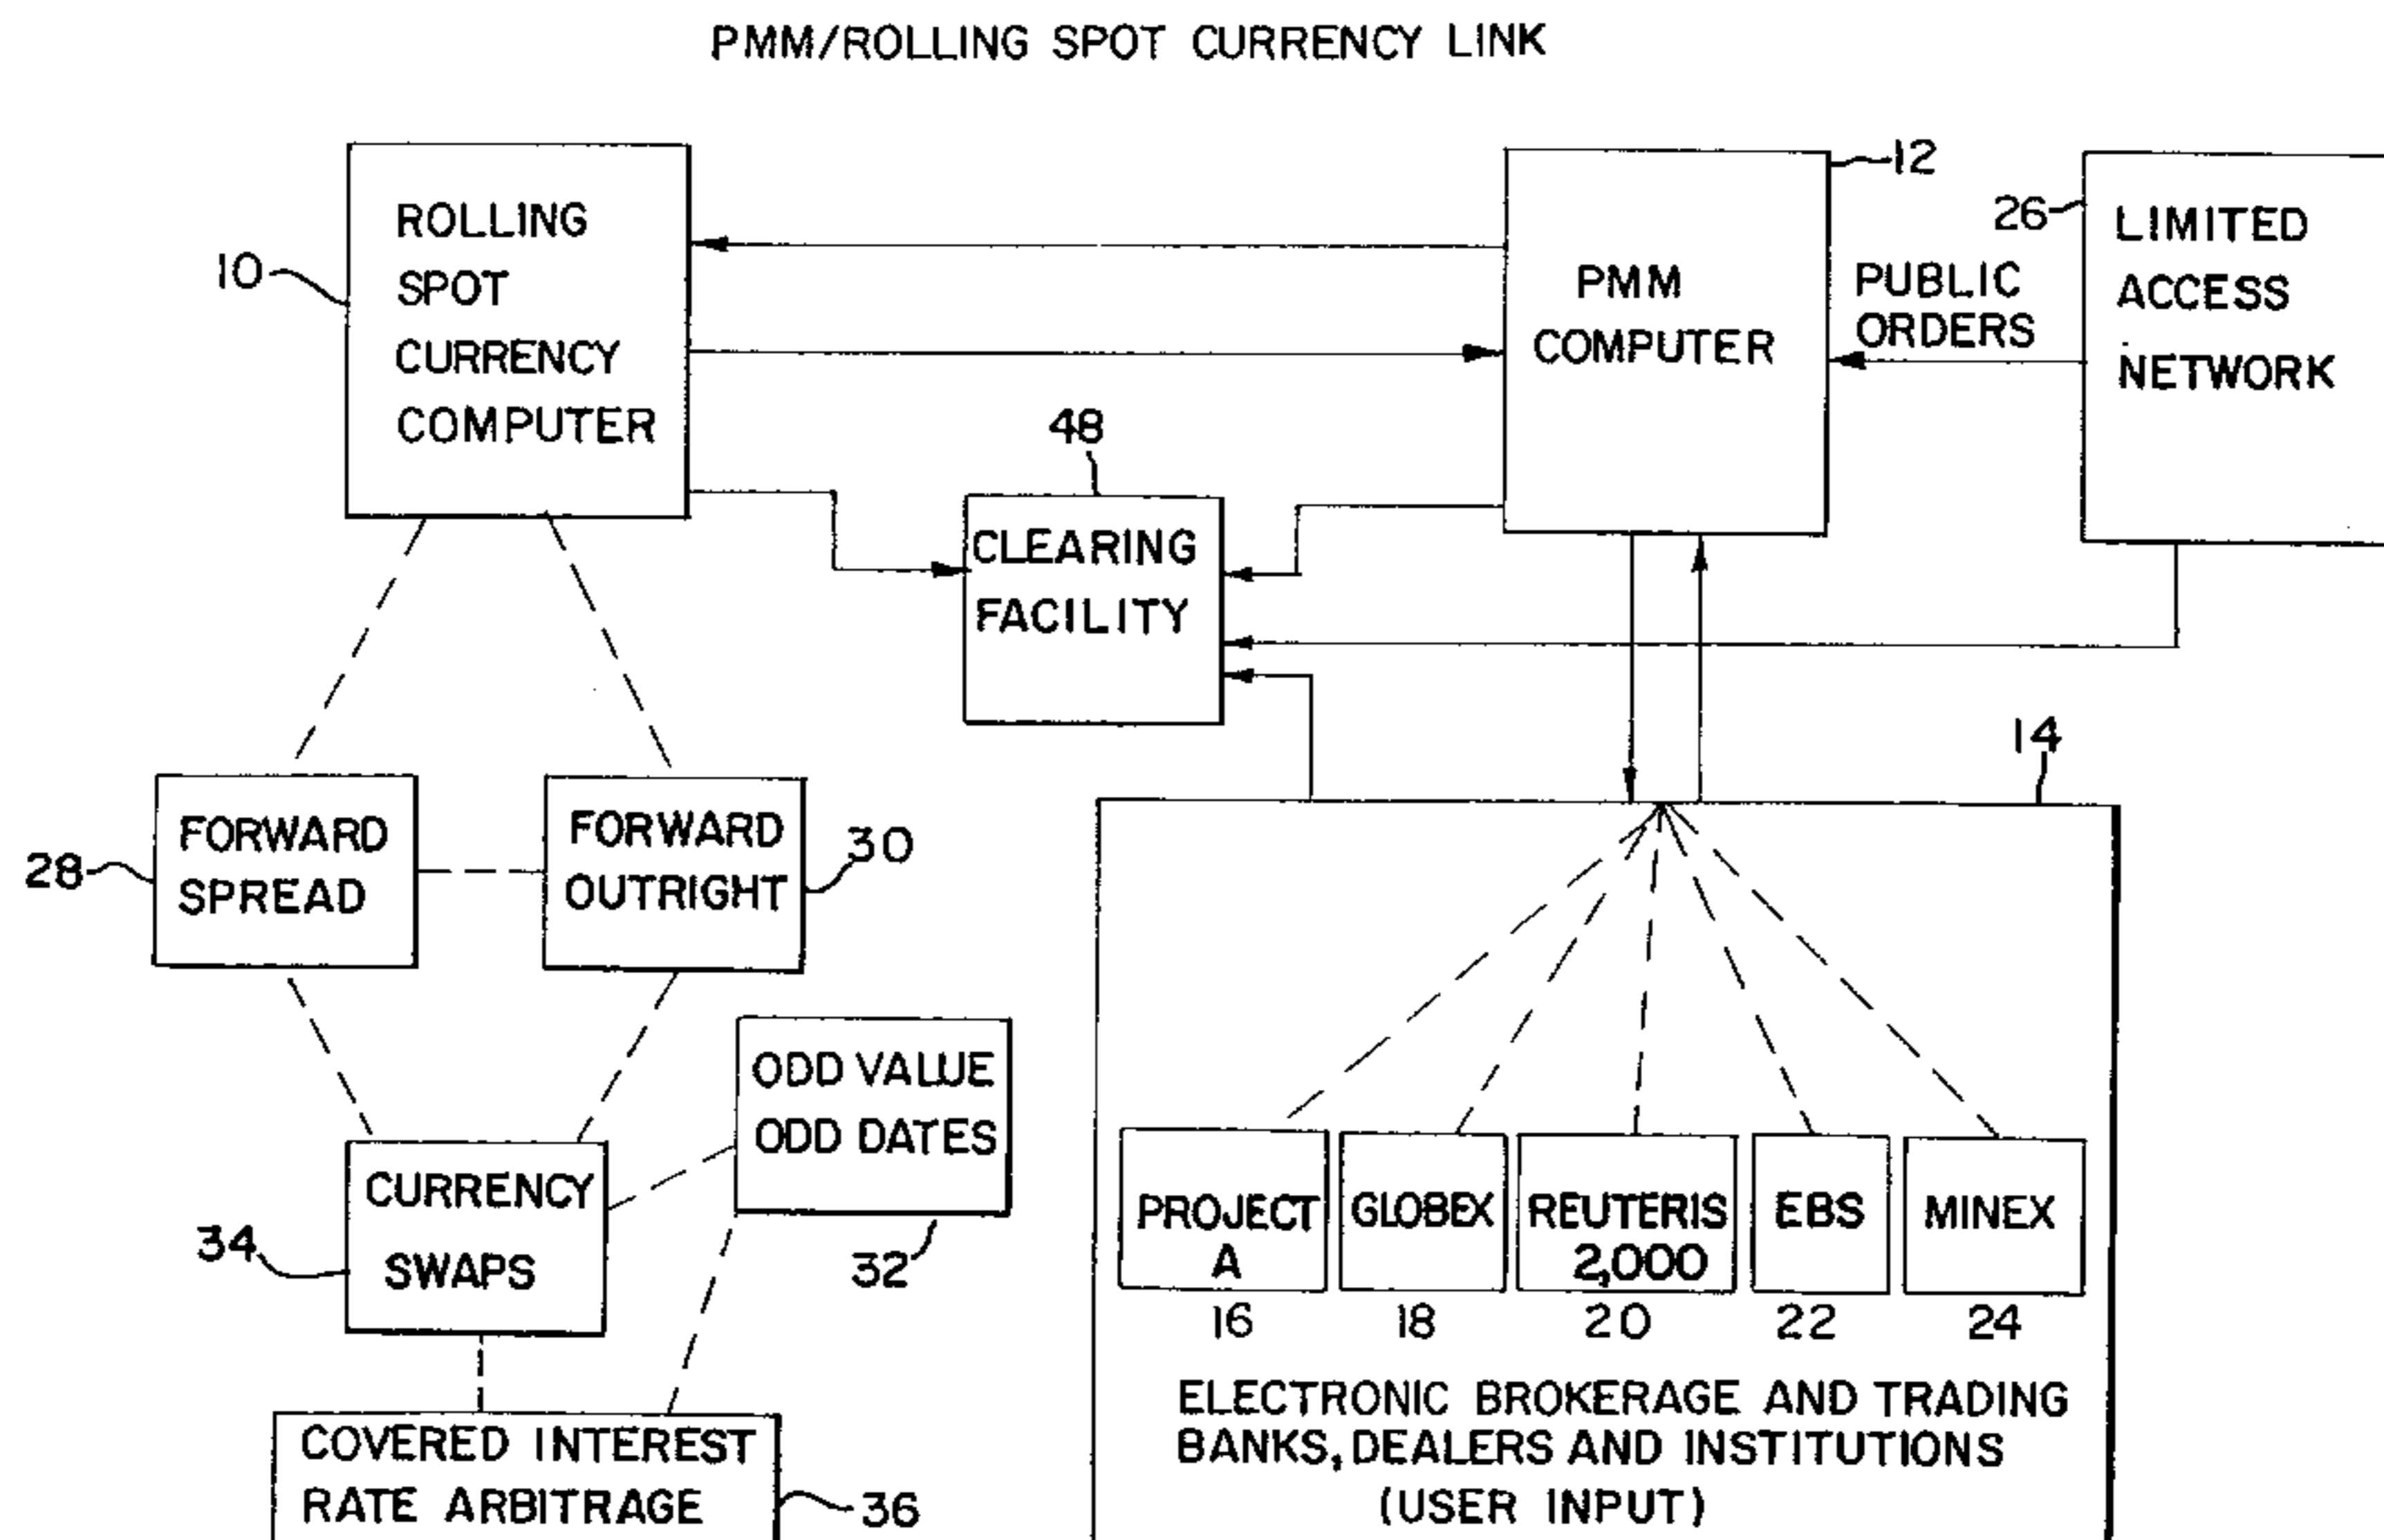 PMM/ROLLING SPOT CURRENCY LINK
ROLLING
SPOT
CURRENCY
COMPUTER
10
PMM
COMPUTER
12
PUBLIC
ORDERS
26
LIMITED
ACCESS
NETWORK
48
CLEARING
FACILITY
14
FORWARD
SPREAD
28
FORWARD
OUTRIGHT
30
ODD VALUE
ODD DATES
32
CURRENCY
SWAPS
34
COVERED INTEREST
RATE ARBITRAGE
36
PROJECT
A
16
GLOBEX
18
REUTERIS
2,000
20
EBS
22
MINEX
24
ELECTRONIC BROKERAGE AND TRADING
BANKS, DEALERS AND INSTITUTIONS
(USER INPUT)